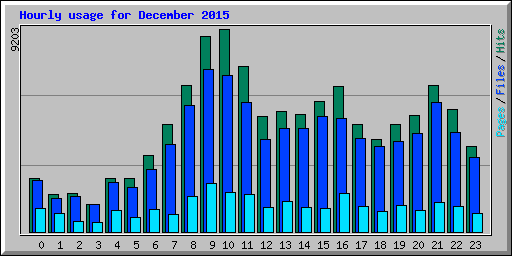 Hourly usage for December 2015
9203
Pages/Files/Hits
0 1 2 3 4 5 6 7 8 9 10 11 12 13 14 15 16 17 18 19 20 21 22 23